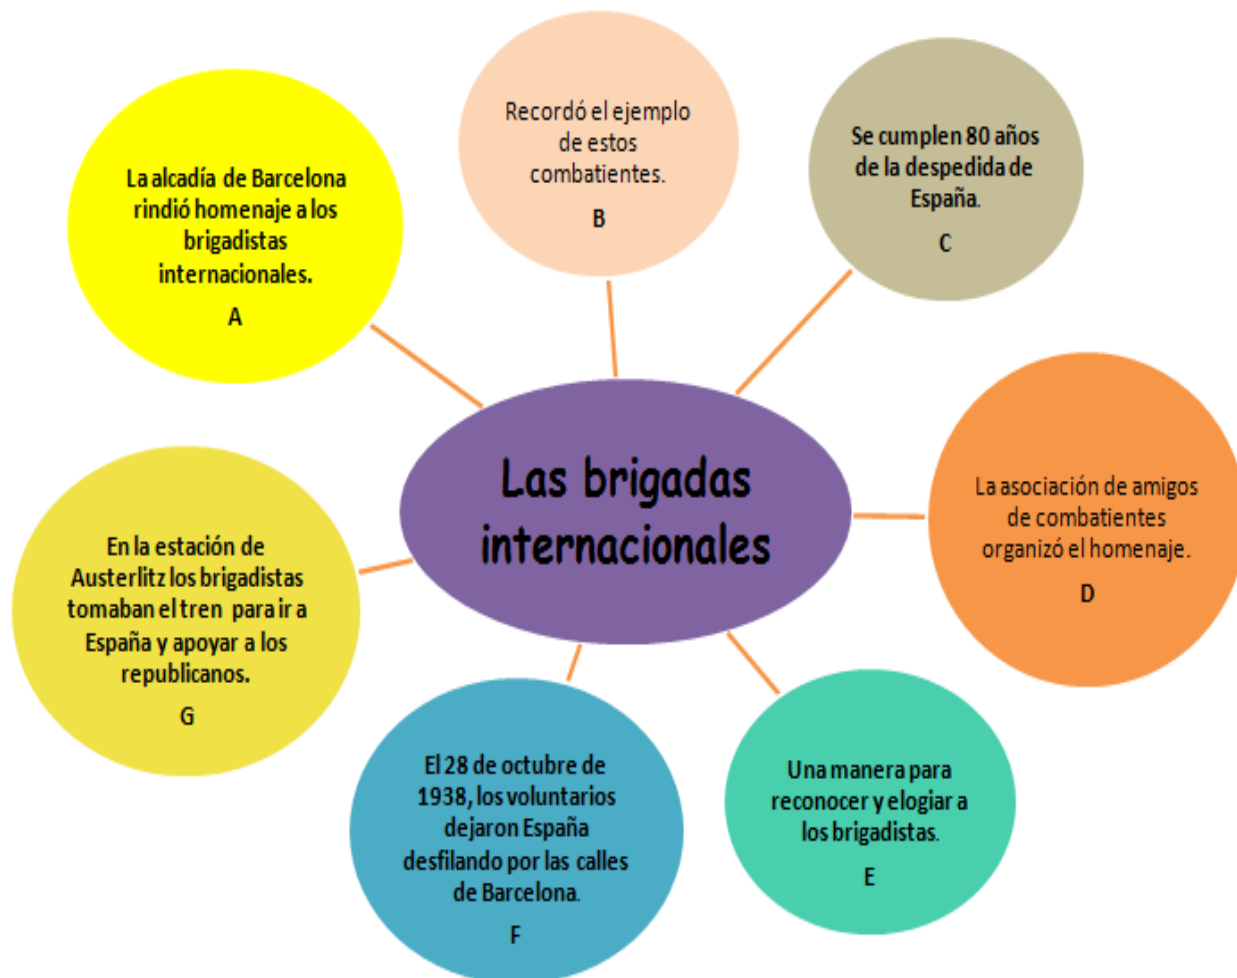 La alcadía de Barcelona
rindió homenaje a los
brigadistas
internacionales.
A
Recordó el ejemplo
de estos
combatientes.
B
Se cumplen 80 años
de la despedida de
España.
C
Las brigadas
internacionales
La asociación de amigos
de combatientes
organizó el homenaje.
D
Una manera para
reconocer y elogiar a
los brigadistas.
E
El 28 de octubre de
1938, los voluntarios
dejaron España
desfilando por las calles
de Barcelona.
F
En la estación de
Austerlitz los brigadistas
tomaban el tren para ir a
España y apoyar a los
republicanos.
G